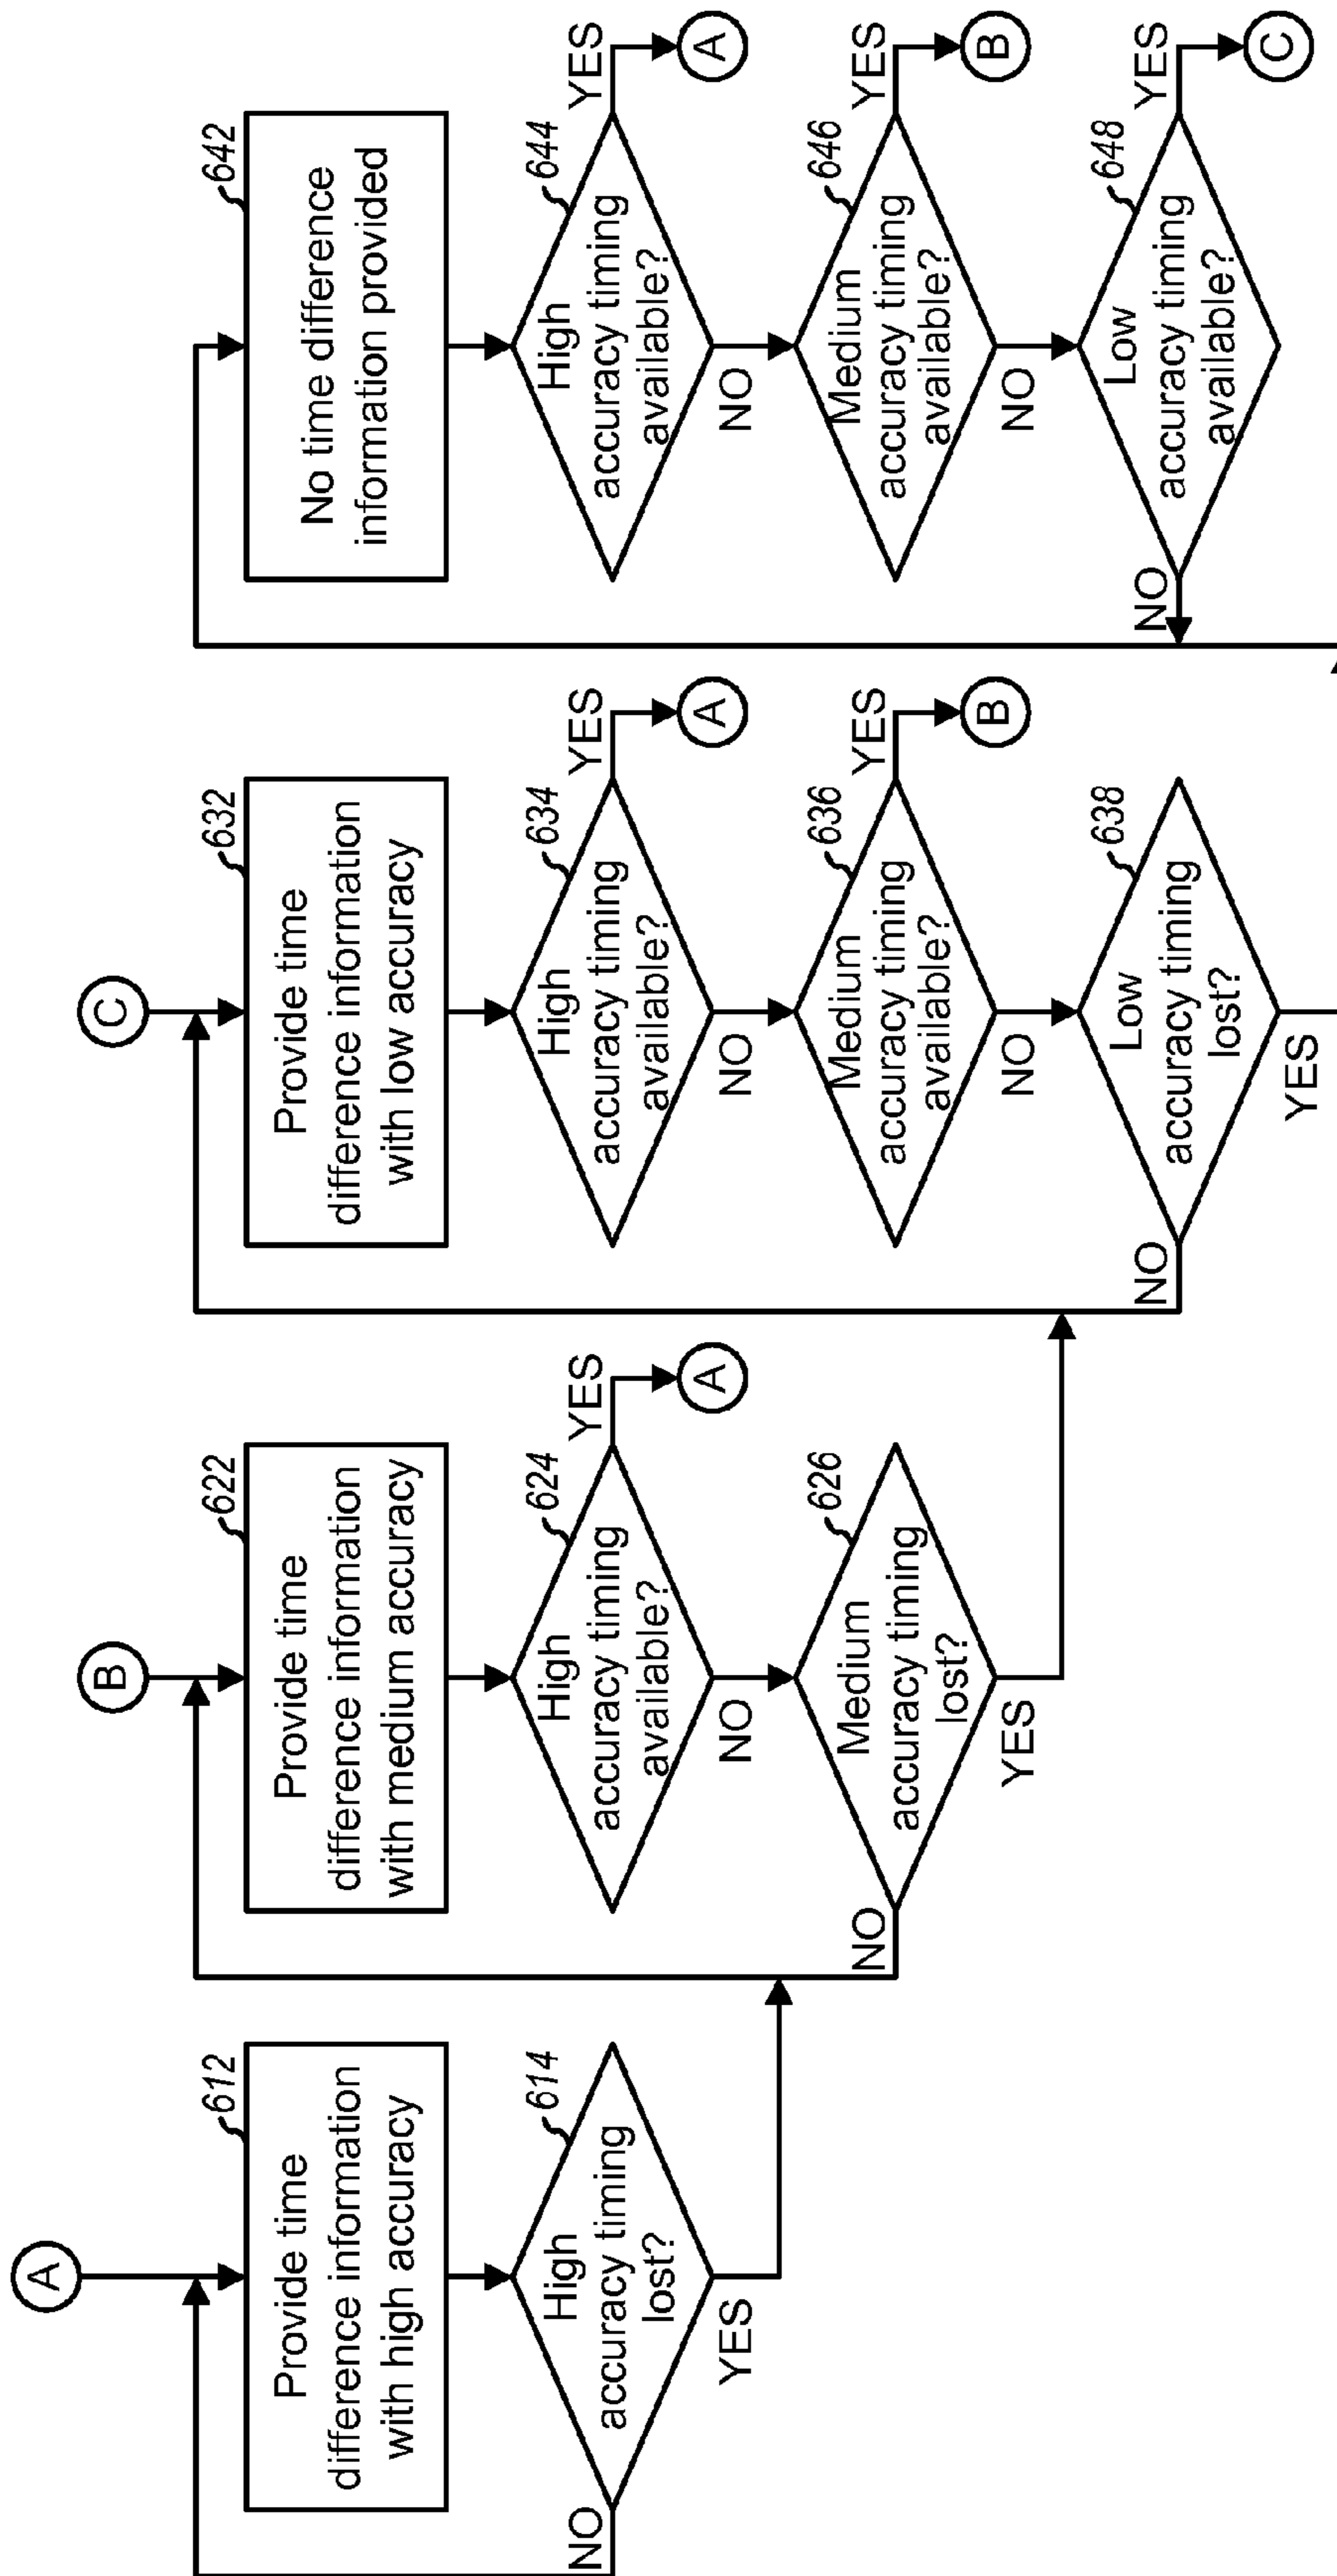 A
612
Provide time
difference information
with high accuracy
614
High
accuracy timing
lost?
NO
YES
B
622
Provide time
difference information
with medium accuracy
624
High
accuracy timing
available?
YES
A
NO
626
Medium
accuracy timing
lost?
NO
YES
C
632
Provide time
difference information
with low accuracy
634
High
accuracy timing
available?
YES
A
NO
636
Medium
accuracy timing
available?
YES
B
NO
638
Low
accuracy timing
lost?
NO
YES
642
No time difference
information provided
644
High
accuracy timing
available?
YES
A
NO
646
Medium
accuracy timing
available?
YES
B
NO
648
Low
accuracy timing
available?
YES
C
NO